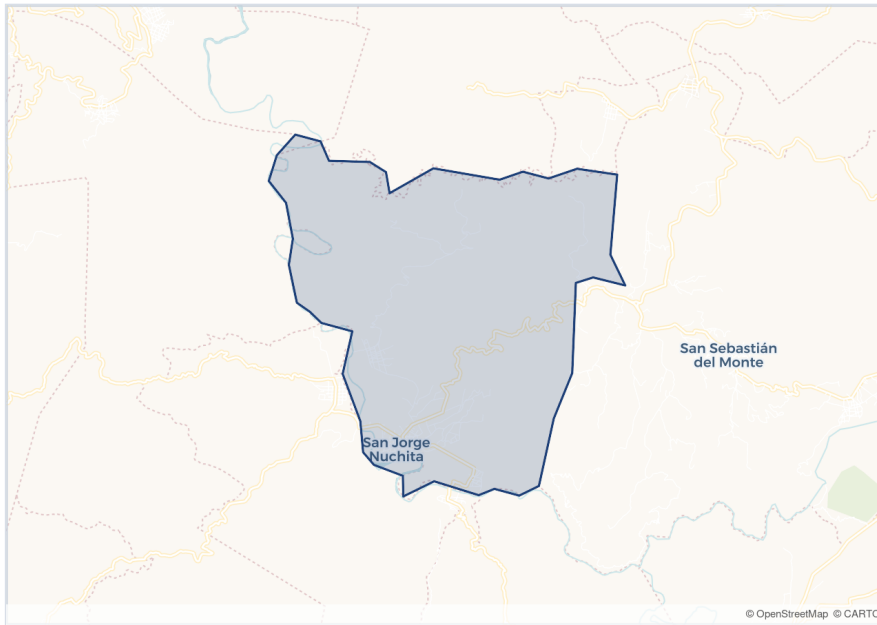 San Sebastián
del Monte
San Jorge
Nuchita
© OpenStreetMap © CARTO